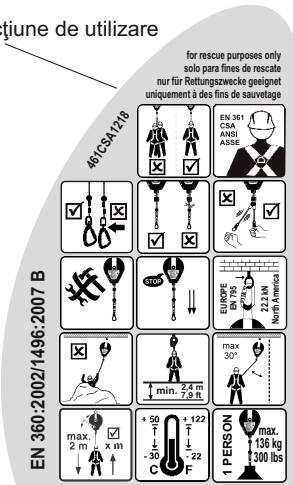 cţiune de utilizare
for rescue purposes only
solo para fines de rescate
nur für Rettungszwecke geeignet
uniquement à des fins de sauvetage
461CSA1218
EN 361
CSA
ANSI
ASSE
STOP
EUROPE
EN 795
22.2 kN
North America
min. 2,4 m
7,9 ft
max
30°
max.
2 m
x m
+ 50
+ 122
- 30
- 22
C
F
1 PERSON
max.
136 kg
300 lbs
EN 360:2002/1496:2007 B